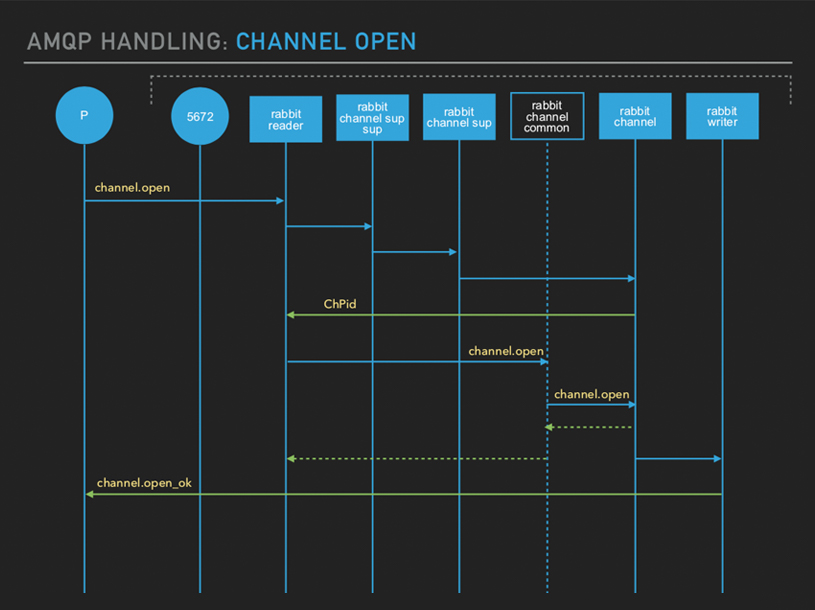 AMQP HANDLING: CHANNEL OPEN
P
5672
rabbit
reader
rabbit
channel sup
sup
rabbit
channel sup
rabbit
channel
common
rabbit
channel
rabbit
writer
channel.open
ChPid
channel.open
channel.open
channel.open_ok